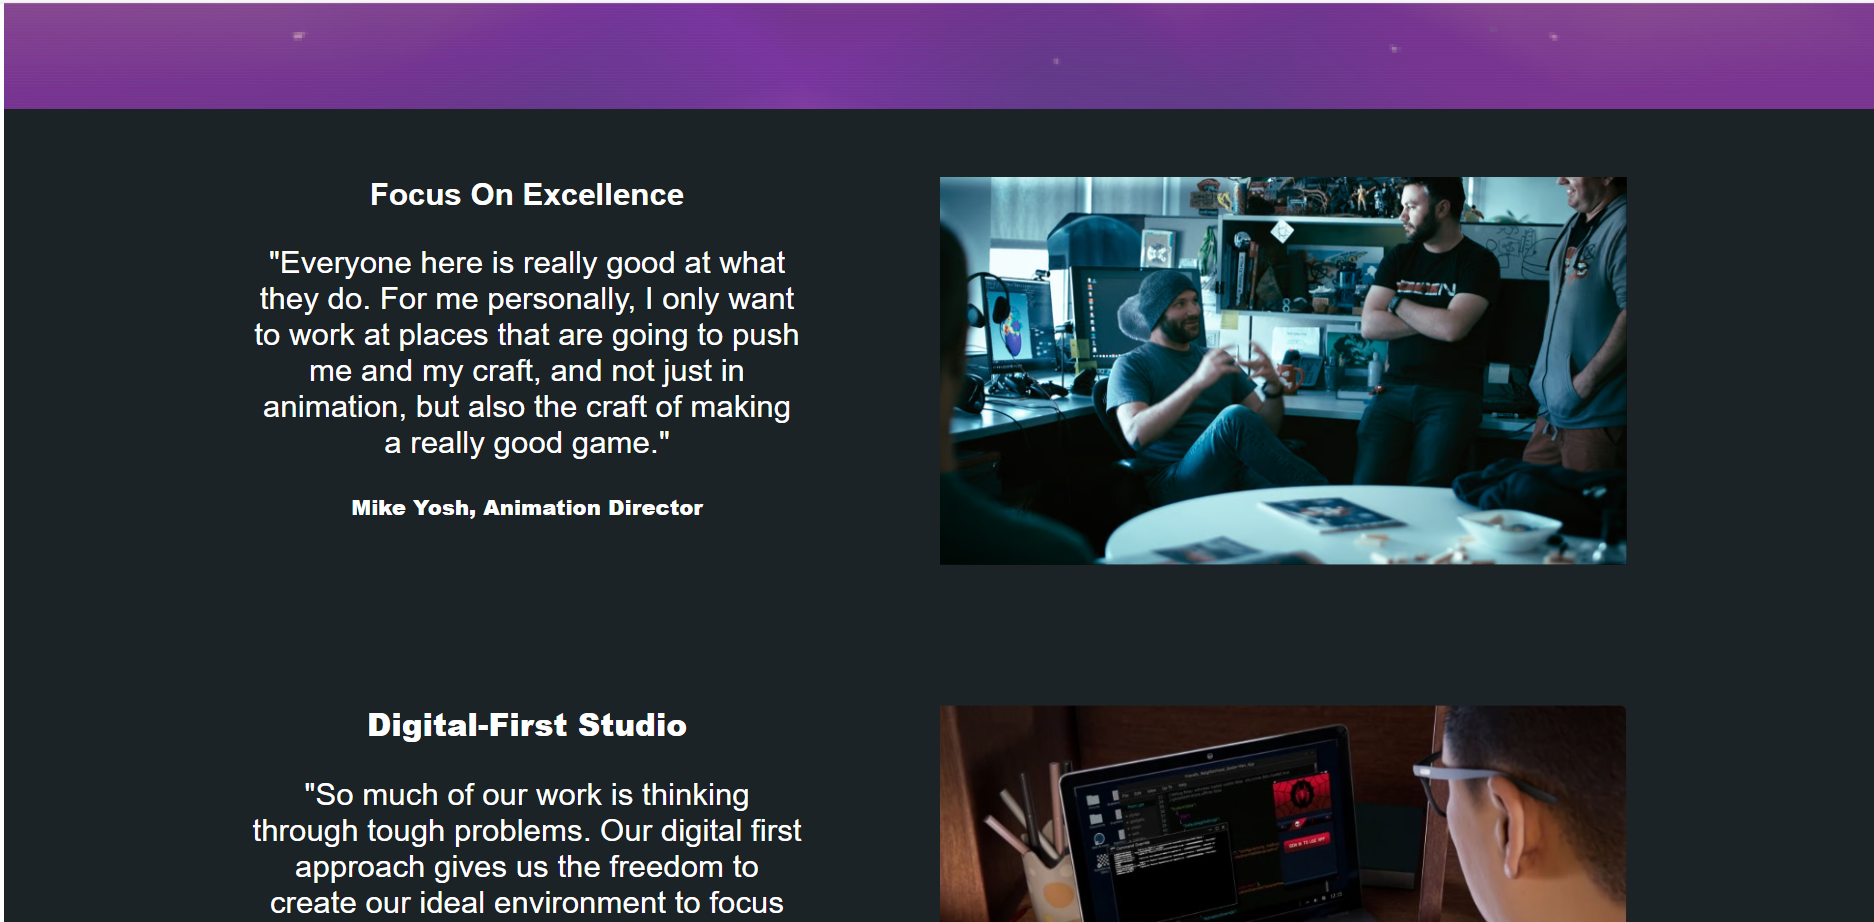 Focus On Excellence
"Everyone here is really good at what
they do. For me personally, I only want
to work at places that are going to push
me and my craft, and not just in
animation, but also the craft of making
a really good game."
Mike Yosh, Animation Director
Digital-First Studio
"So much of our work is thinking
through tough problems. Our digital first
approach gives us the freedom to
create our ideal environment to focus